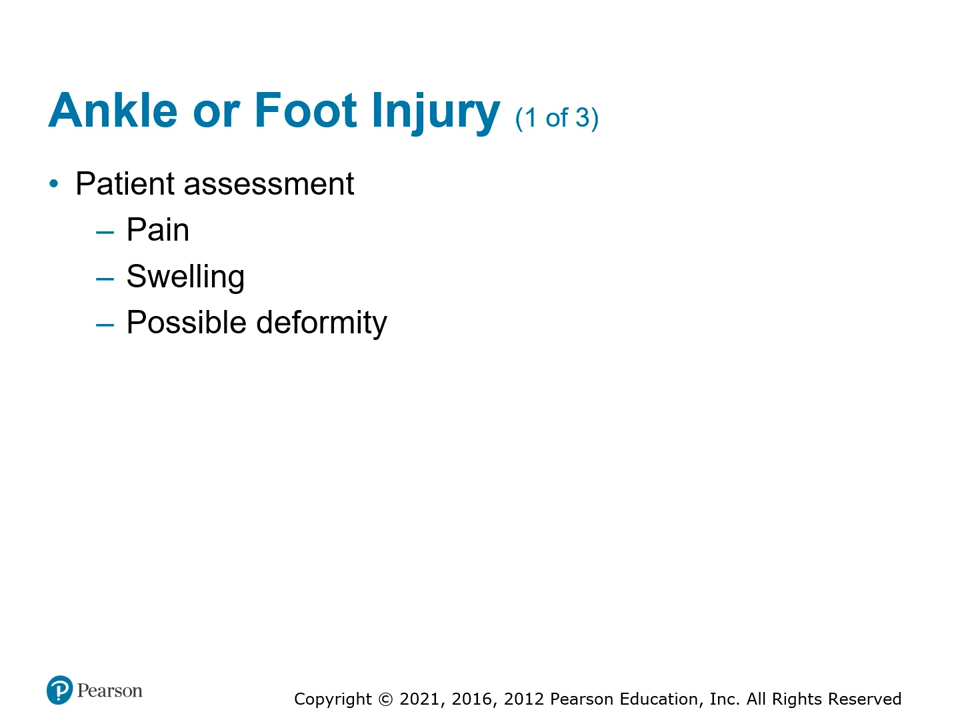 Ankle or Foot Injury (1 of 3)
• Patient assessment
– Pain
– Swelling
– Possible deformity
Pearson
Copyright © 2021, 2016, 2012 Pearson Education, Inc. All Rights Reserved